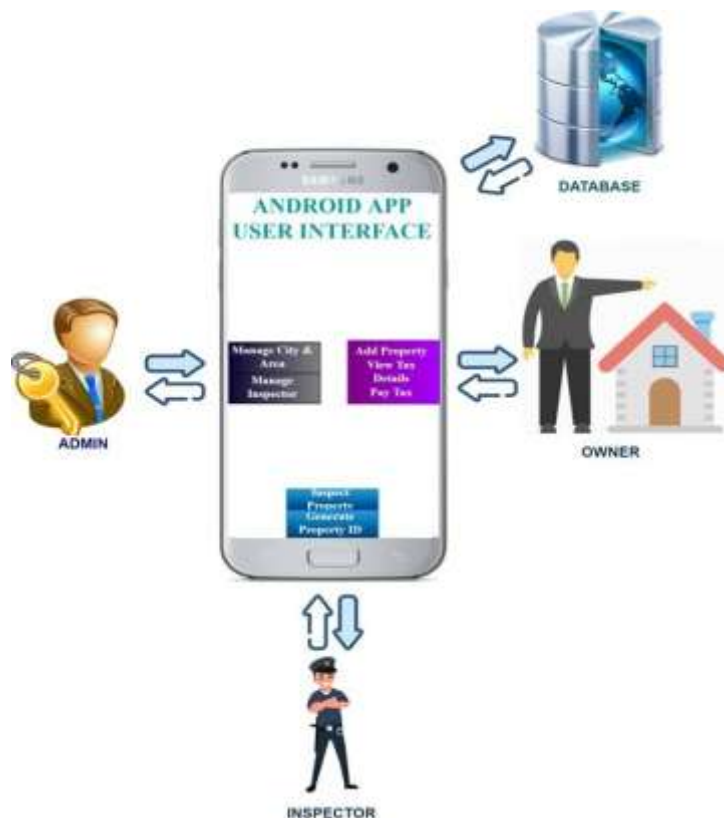 SAMSUNG
ANDROID APP
USER INTERFACE
DATABASE
Manage City &
Area
Manage
Inspector
Add Property
View Tax
Details
Pay Tax
ADMIN
OWNER
Inspect
Property
Generate
Property ID
INSPECTOR